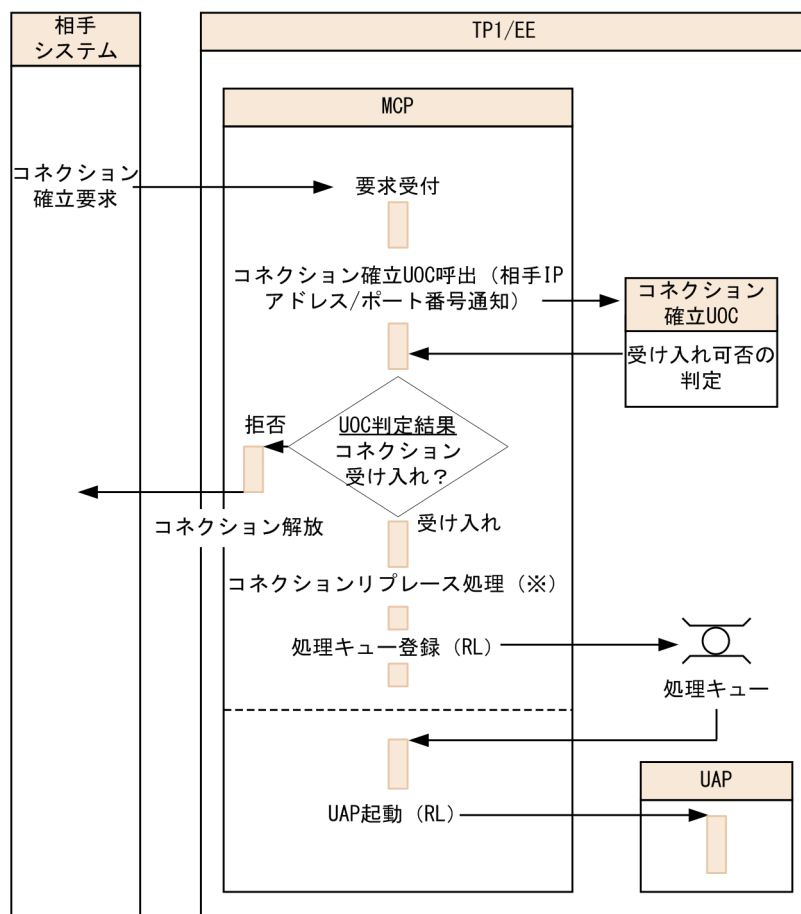 相手
システム
TP1/EE
MCP
コネクション
確立要求
要求受付
コネクション確立UOC呼出（相手IP
アドレス/ポート番号通知）
コネクション
確立UOC
受け入れ可否の
判定
UOC判定結果
コネクション
受け入れ？
拒否
コネクション解放
受け入れ
コネクションリプレース処理（※）
処理キュー登録（RL）
処理キュー
UAP
UAP起動（RL）